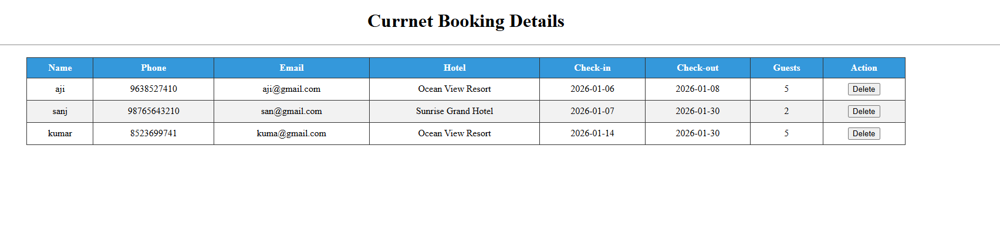 Currnet Booking Details
Name Phone Email Hotel Check-in Check-out Guests Action
aji 9638527410 aji@gmail.com Ocean View Resort 2026-01-06 2026-01-08 5 Delete
sanj 98765643210 san@gmail.com Sunrise Grand Hotel 2026-01-07 2026-01-30 2 Delete
kumar 8523699741 kuma@gmail.com Ocean View Resort 2026-01-14 2026-01-30 5 Delete